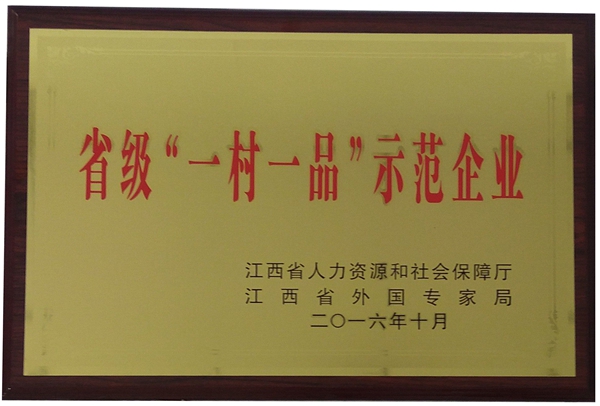 省级“一村一品”示范企业
江西省人力资源和社会保障厅
江西省外国专家局
二〇一六年十月